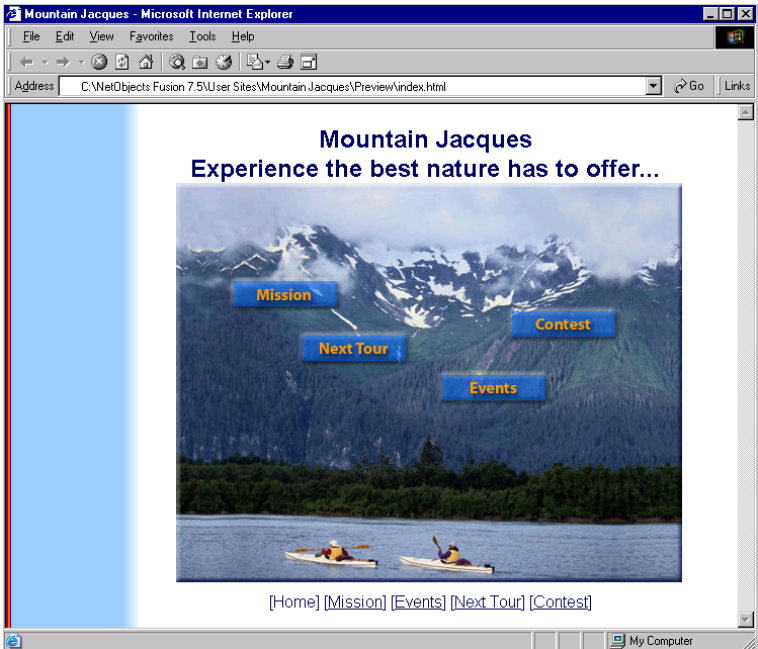 Mountain Jacques - Microsoft Internet Explorer
File Edit View Favorites Tools Help
Address C:\NetObjects Fusion 7.5\User Sites\Mountain Jacques\Preview\index.html Go Links
Mountain Jacques
Experience the best nature has to offer...
Mission
Contest
Next Tour
Events
[Home] [Mission] [Events] [Next Tour] [Contest]
My Computer